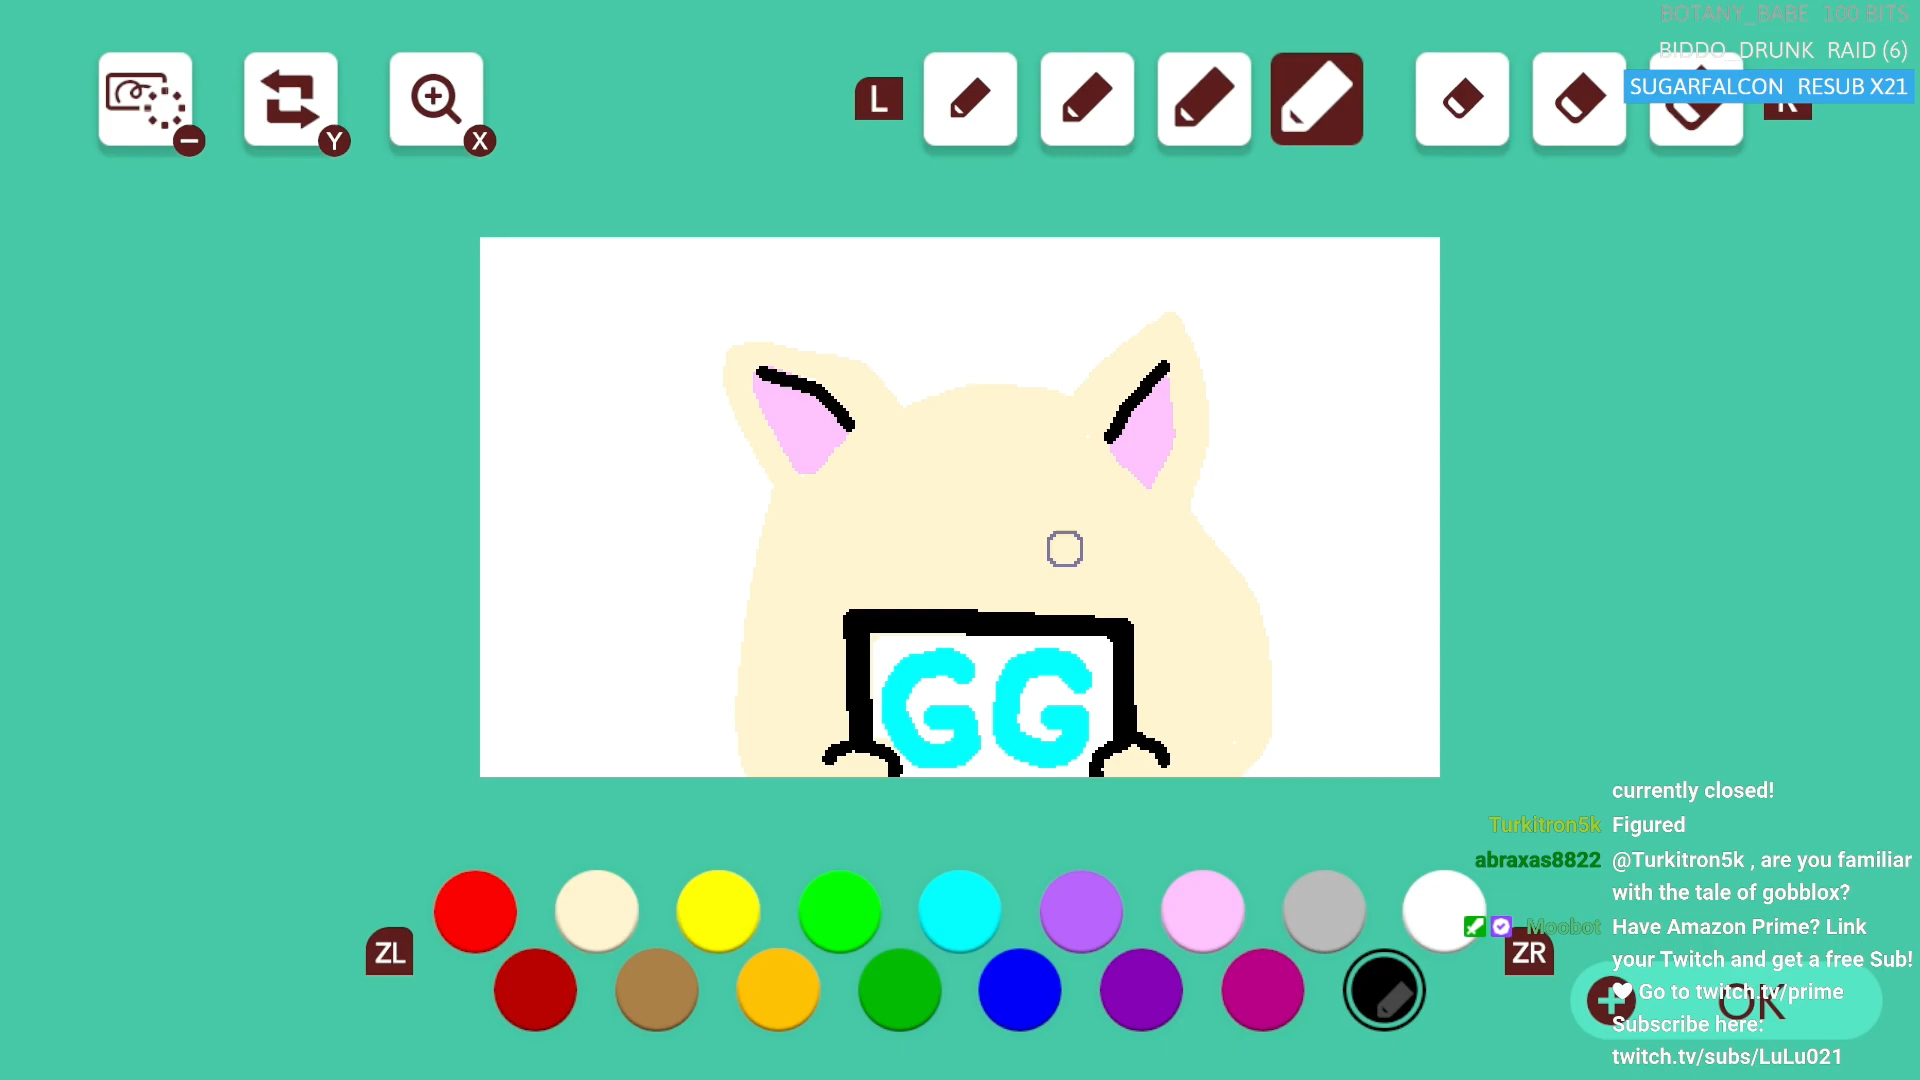 BOTANY_BABE 100 BITS
BIDDO_DRUNK RAID (6)
SUGARFALCON RESUB X21
Y
X
L
R
GG
currently closed!
Turkitron5k Figured
abraxas8822 @Turkitron5k , are you familiar
with the tale of gobblox?
Moobot Have Amazon Prime? Link
your Twitch and get a free Sub!
Go to twitch.tv/prime
Subscribe here:
twitch.tv/subs/LuLu021
ZL
ZR
OK